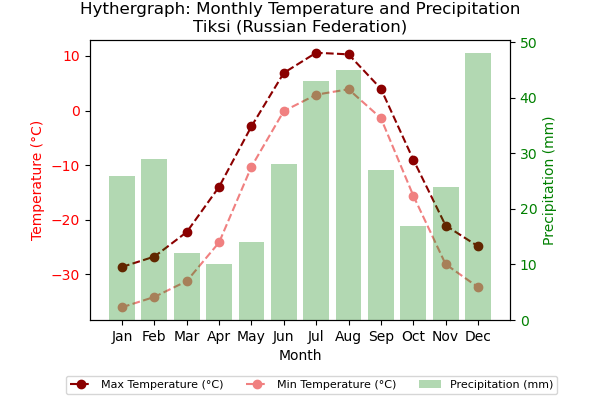 Hythergraph: Monthly Temperature and Precipitation
Tiksi (Russian Federation)
Temperature (°C)
10
0
−10
−20
−30
50
40
30
20
10
0
Precipitation (mm)
Jan Feb Mar Apr May Jun Jul Aug Sep Oct Nov Dec
Month
Max Temperature (°C) Min Temperature (°C) Precipitation (mm)